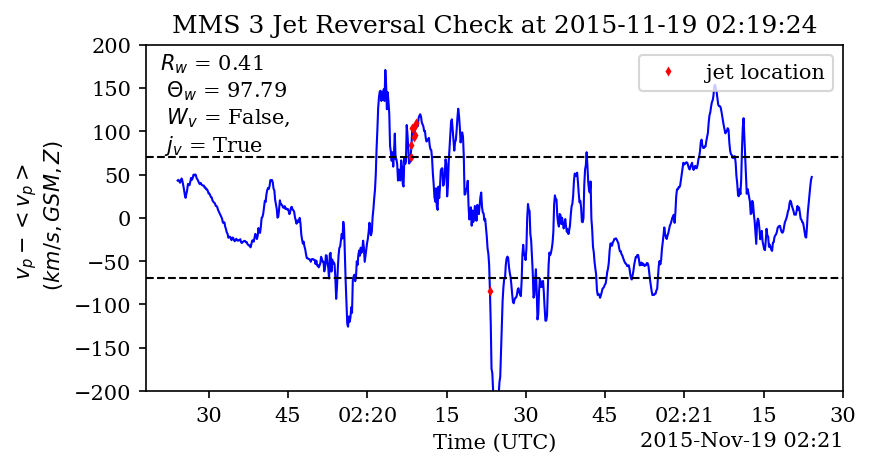 MMS 3 Jet Reversal Check at 2015-11-19 02:19:24
R_w = 0.41
Θ_w = 97.79
W_v = False,
j_v = True
jet location
200
150
100
50
0
−50
−100
−150
−200
v_p − < v_p >
(km/s, GSM, Z)
30 45 02:20 15 30 45 02:21 15 30
Time (UTC)
2015-Nov-19 02:21